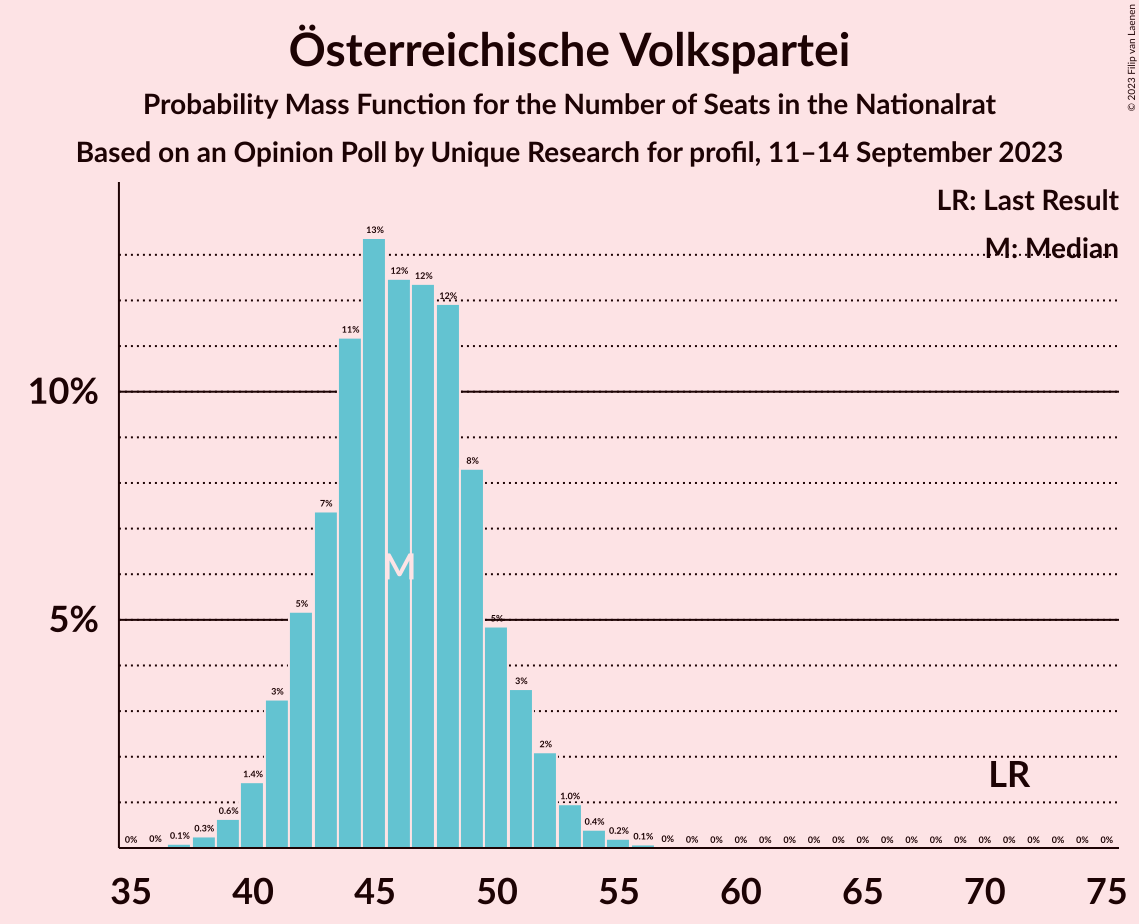 Österreichische Volkspartei
Probability Mass Function for the Number of Seats in the Nationalrat
Based on an Opinion Poll by Unique Research for profil, 11–14 September 2023
© 2023 Filip van Laenen
LR: Last Result
M: Median
10%
5%
0% 0% 0.1% 0.3% 0.6% 1.4% 3% 5% 7% 11% 13% 12% 12% 12% 8% 5% 3% 2% 1.0% 0.4% 0.2% 0.1% 0% 0% 0% 0% 0% 0% 0% 0% 0% 0% 0% 0% 0% 0% 0% 0% 0% 0% 0%
M
LR
35 40 45 50 55 60 65 70 75